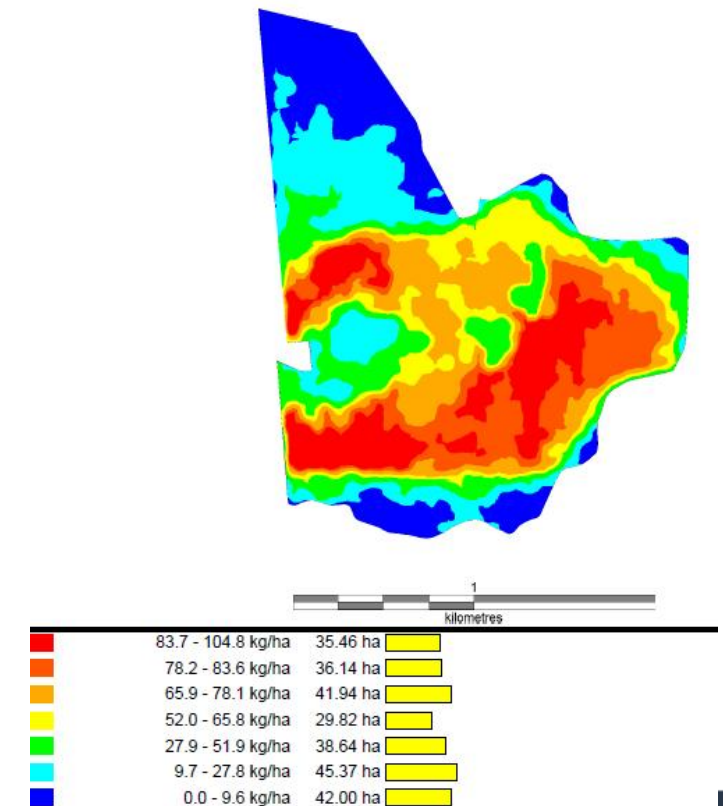 1
kilometres
83.7 - 104.8 kg/ha 35.46 ha
78.2 - 83.6 kg/ha 36.14 ha
65.9 - 78.1 kg/ha 41.94 ha
52.0 - 65.8 kg/ha 29.82 ha
27.9 - 51.9 kg/ha 38.64 ha
9.7 - 27.8 kg/ha 45.37 ha
0.0 - 9.6 kg/ha 42.00 ha